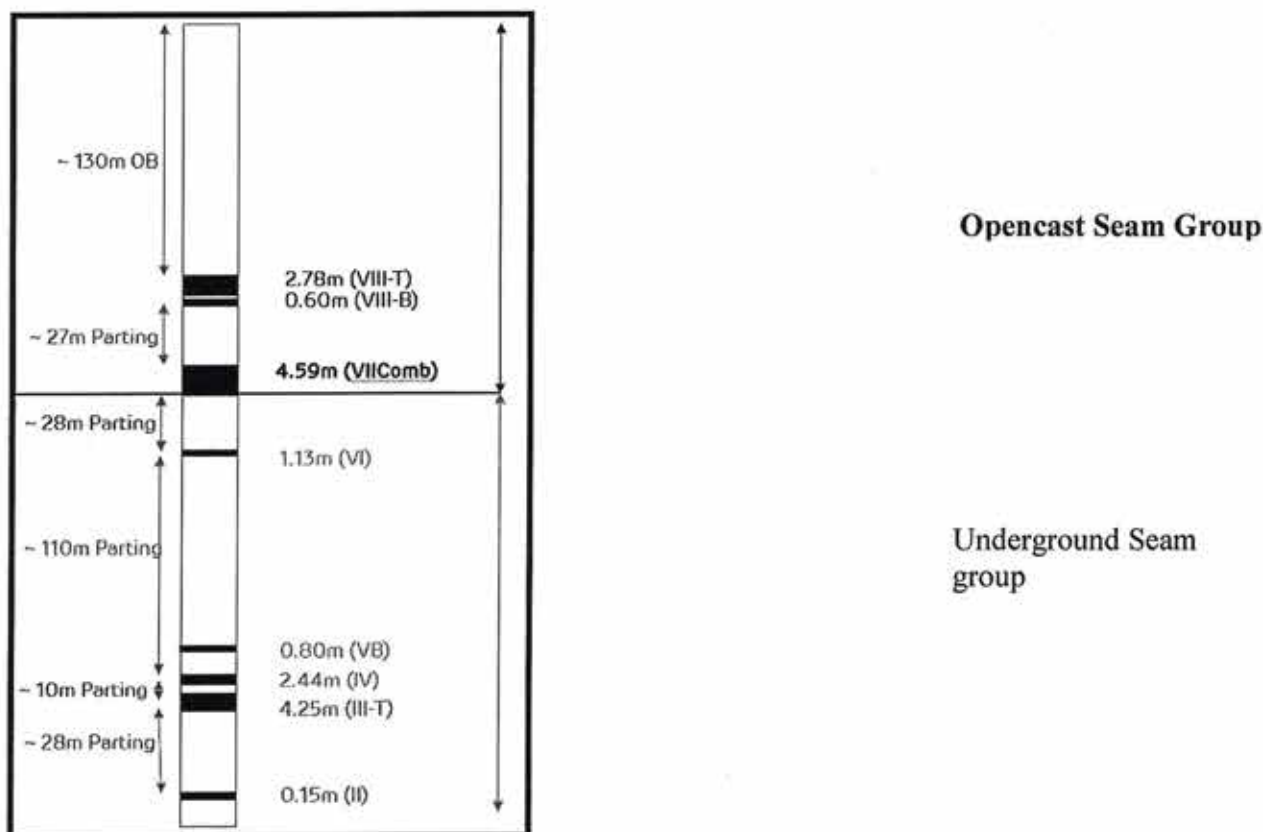 ~ 130m OB
Opencast Seam Group
2.78m (VIII-T)
0.60m (VIII-B)
~ 27m Parting
4.59m (VIIComb)
~ 28m Parting
1.13m (VI)
~ 110m Parting
Underground Seam
group
0.80m (VB)
2.44m (IV)
~ 10m Parting
4.25m (III-T)
~ 28m Parting
0.15m (II)